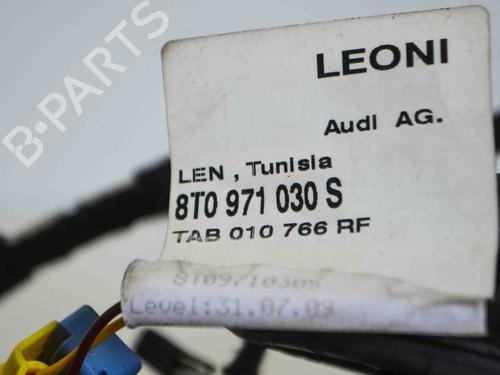 B-PARTS
LEONI
Audi AG.
LEN , Tunisia
8T0 971 030 S
TAB 010 766 RF
8T0971030S
Level:31.07.09